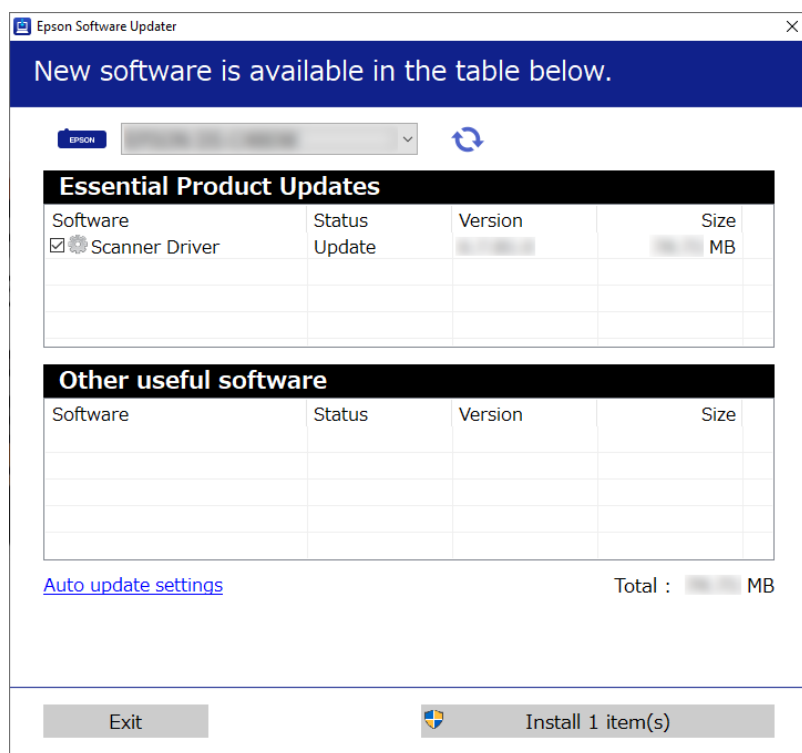 Epson Software Updater
New software is available in the table below.
EPSON
Essential Product Updates
Software Status Version Size
Scanner Driver Update MB
Other useful software
Software Status Version Size
Auto update settings Total : MB
Exit Install 1 item(s)